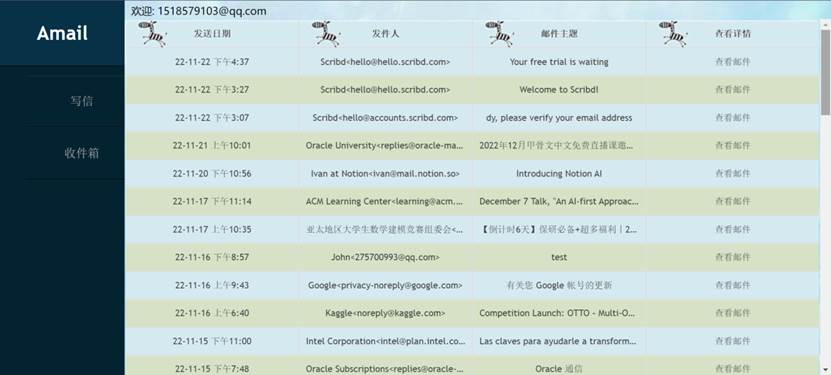 Amail
写信
收件箱
欢迎: 1518579103@qq.com
发送日期 发件人 邮件主题 查看详情
22-11-22 下午4:37 Scribd<hello@hello.scribd.com> Your free trial is waiting 查看邮件
22-11-22 下午3:27 Scribd<hello@hello.scribd.com> Welcome to Scribd! 查看邮件
22-11-22 下午3:07 Scribd<hello@accounts.scribd.com> dy, please verify your email address 查看邮件
22-11-21 上午10:01 Oracle University<replies@oracle-ma... 2022年12月甲骨文中文免费直播课邀... 查看邮件
22-11-20 下午10:56 Ivan at Notion<ivan@mail.notion.so> Introducing Notion AI 查看邮件
22-11-17 下午11:14 ACM Learning Center<learning@acm.... December 7 Talk, "An AI-first Approac... 查看邮件
22-11-17 上午10:35 亚太地区大学生数学建模竞赛组委会<... 【倒计时6天】保研必备+超多福利丨2... 查看邮件
22-11-16 下午8:57 John<275700993@qq.com> test 查看邮件
22-11-16 上午9:43 Google<privacy-noreply@google.com> 有关您 Google 帐号的更新 查看邮件
22-11-16 上午6:40 Kaggle<noreply@kaggle.com> Competition Launch: OTTO - Multi-O... 查看邮件
22-11-15 下午11:00 Intel Corporation<intel@plan.intel.co... Las claves para ayudarle a transform... 查看邮件
22-11-15 下午7:48 Oracle Subscriptions<replies@oracle-... Oracle 通信 查看邮件